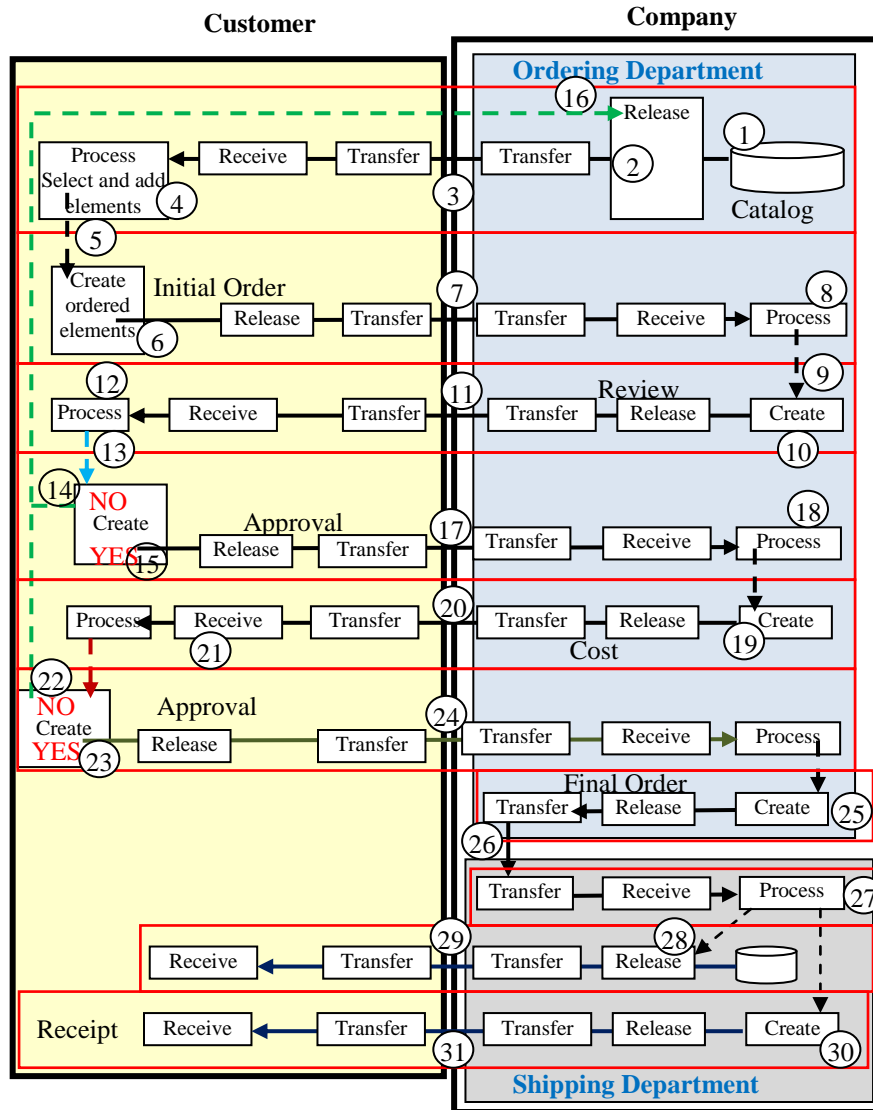 Customer
Company
Ordering Department
16
Release
1
Process
Select and add
elements
Receive
Transfer
Transfer
2
4
3
Catalog
5
Create
ordered
elements
Initial Order
7
8
Release
Transfer
Transfer
Receive
Process
6
9
12
11
Review
Process
Receive
Transfer
Transfer
Release
Create
13
10
14
NO
Create
YES
15
Approval
17
18
Release
Transfer
Transfer
Receive
Process
20
Process
Receive
Transfer
Transfer
Release
Create
21
Cost
19
22
NO
Create
YES
23
Approval
24
Release
Transfer
Transfer
Receive
Process
Final Order
Transfer
Release
Create
25
26
Transfer
Receive
Process
27
29
28
Receive
Transfer
Transfer
Release
Receipt
Receive
Transfer
Transfer
Release
Create
31
30
Shipping Department